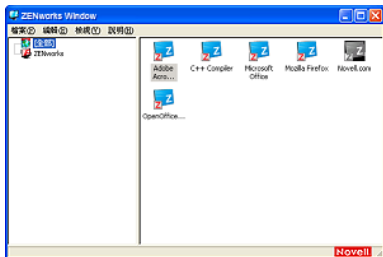 ZENworks Window
檔案(F) 編輯(E) 檢視(V) 說明(H)
[全部]
ZENworks
Adobe Acro...
C++ Compiler
Microsoft Office
Mozilla Firefox
Novell.com
OpenOffice....
Novell